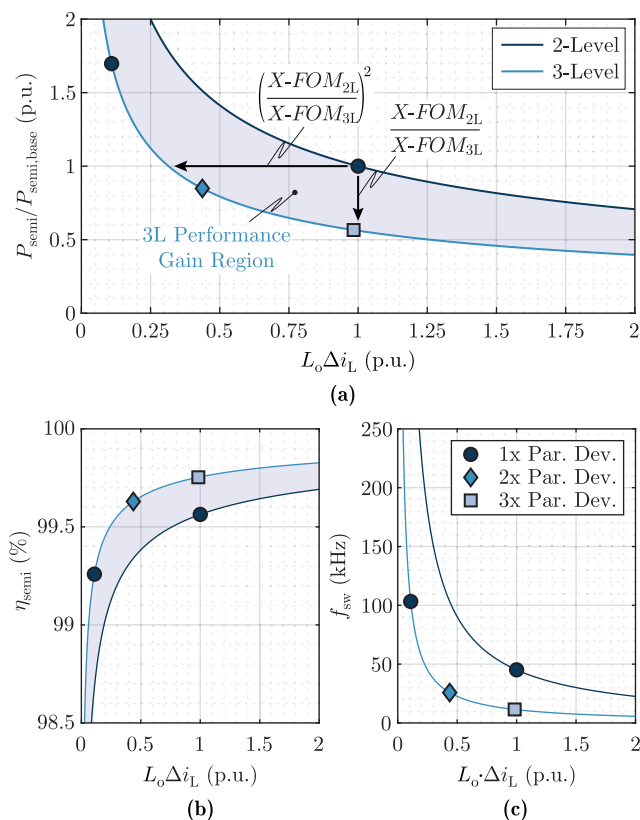 2
1.5
1
0.5
0
P_semi/P_semi,base (p.u.)
(X-FOM_2L / X-FOM_3L)^2
X-FOM_2L / X-FOM_3L
2-Level
3-Level
3L Performance
Gain Region
0 0.25 0.5 0.75 1 1.25 1.5 1.75 2
L_oΔi_L (p.u.)
(a)
100
99.5
99
98.5
η_semi (%)
0 0.5 1 1.5 2
L_oΔi_L (p.u.)
(b)
250
200
150
100
50
0
f_sw (kHz)
1x Par. Dev.
2x Par. Dev.
3x Par. Dev.
0 0.5 1 1.5 2
L_o·Δi_L (p.u.)
(c)